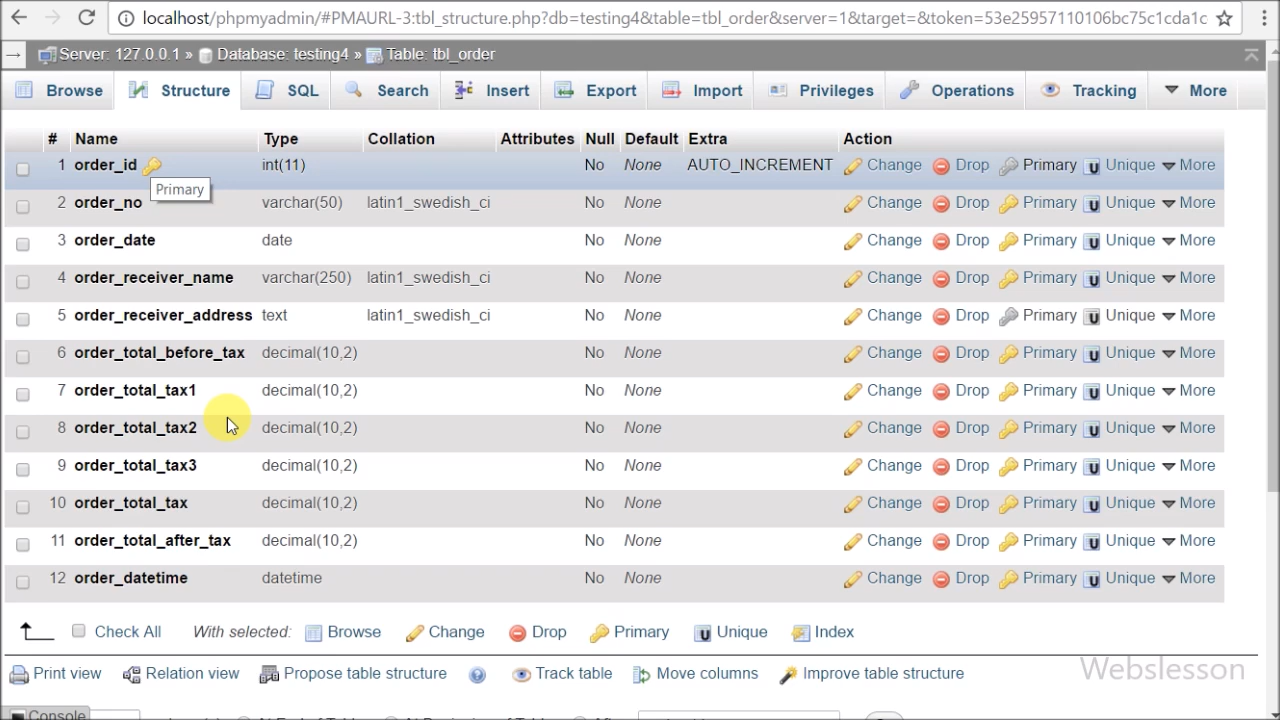 localhost/phpmyadmin/#PMAURL-3:tbl_structure.php?db=testing4&table=tbl_order&server=1&target=&token=53e25957110106bc75c1cda1c
Server: 127.0.0.1 » Database: testing4 » Table: tbl_order
Browse Structure SQL Search Insert Export Import Privileges Operations Tracking More
# Name Type Collation Attributes Null Default Extra Action
1 order_id int(11) No None AUTO_INCREMENT Change Drop Primary Unique More
Primary
2 order_no varchar(50) latin1_swedish_ci No None Change Drop Primary Unique More
3 order_date date No None Change Drop Primary Unique More
4 order_receiver_name varchar(250) latin1_swedish_ci No None Change Drop Primary Unique More
5 order_receiver_address text latin1_swedish_ci No None Change Drop Primary Unique More
6 order_total_before_tax decimal(10,2) No None Change Drop Primary Unique More
7 order_total_tax1 decimal(10,2) No None Change Drop Primary Unique More
8 order_total_tax2 decimal(10,2) No None Change Drop Primary Unique More
9 order_total_tax3 decimal(10,2) No None Change Drop Primary Unique More
10 order_total_tax decimal(10,2) No None Change Drop Primary Unique More
11 order_total_after_tax decimal(10,2) No None Change Drop Primary Unique More
12 order_datetime datetime No None Change Drop Primary Unique More
Check All With selected: Browse Change Drop Primary Unique Index
Print view Relation view Propose table structure Track table Move columns Improve table structure
Webslesson
Console